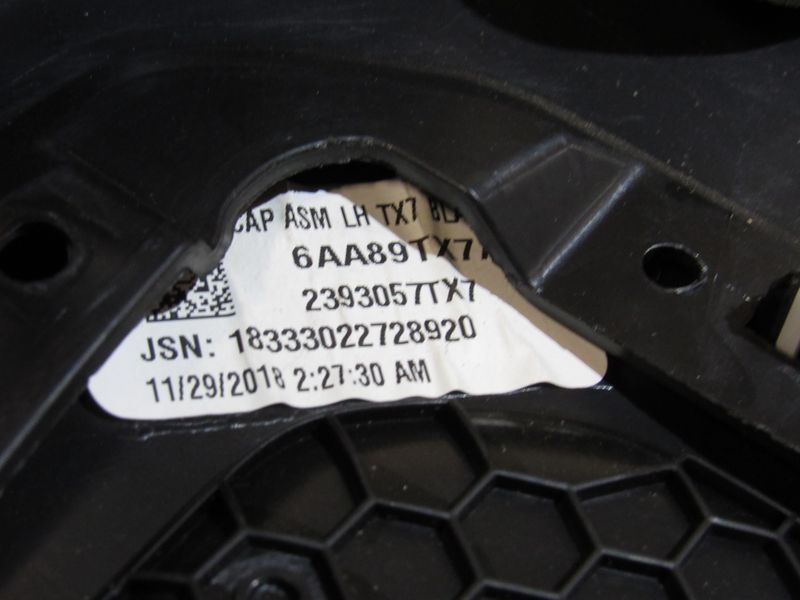 CAP ASM LH TX7
6AA89TX7
2393057TX7
JSN: 18333022728920
11/29/2018 2:27:30 AM